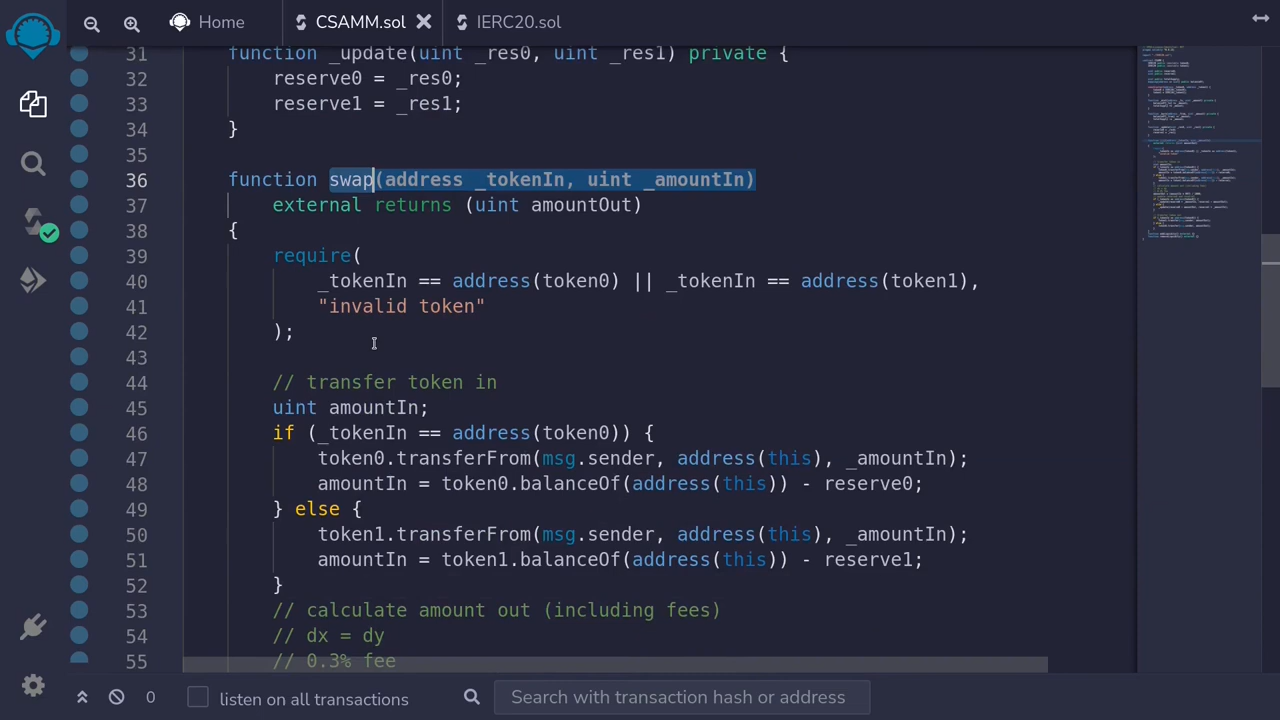 Home
CSAMM.sol
IERC20.sol
31 function _update(uint _res0, uint _res1) private {
32 reserve0 = _res0;
33 reserve1 = _res1;
34 }
35
36 function swap(address _tokenIn, uint _amountIn)
37 external returns (uint amountOut)
38 {
39 require(
40 _tokenIn == address(token0) || _tokenIn == address(token1),
41 "invalid token"
42 );
43
44 // transfer token in
45 uint amountIn;
46 if (_tokenIn == address(token0)) {
47 token0.transferFrom(msg.sender, address(this), _amountIn);
48 amountIn = token0.balanceOf(address(this)) - reserve0;
49 } else {
50 token1.transferFrom(msg.sender, address(this), _amountIn);
51 amountIn = token1.balanceOf(address(this)) - reserve1;
52 }
53 // calculate amount out (including fees)
54 // dx = dy
55 // 0.3% fee
0
listen on all transactions
Search with transaction hash or address